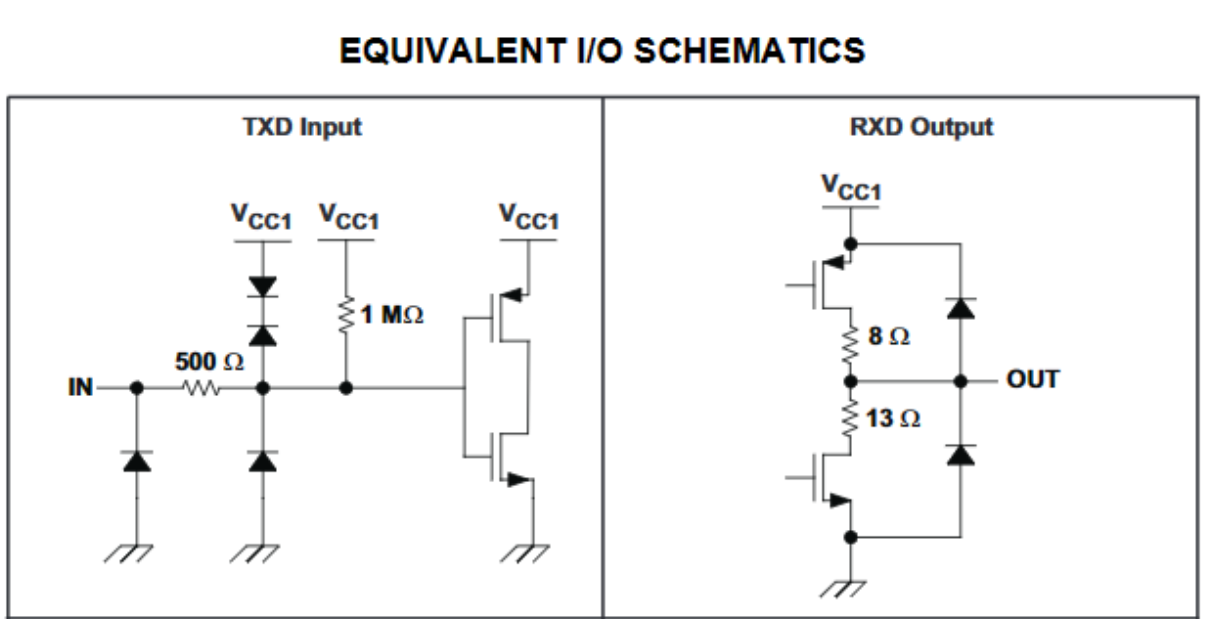 EQUIVALENT I/O SCHEMATICS
TXD Input
VCC1 VCC1 VCC1
1 MΩ
500 Ω
IN
RXD Output
VCC1
8 Ω
OUT
13 Ω